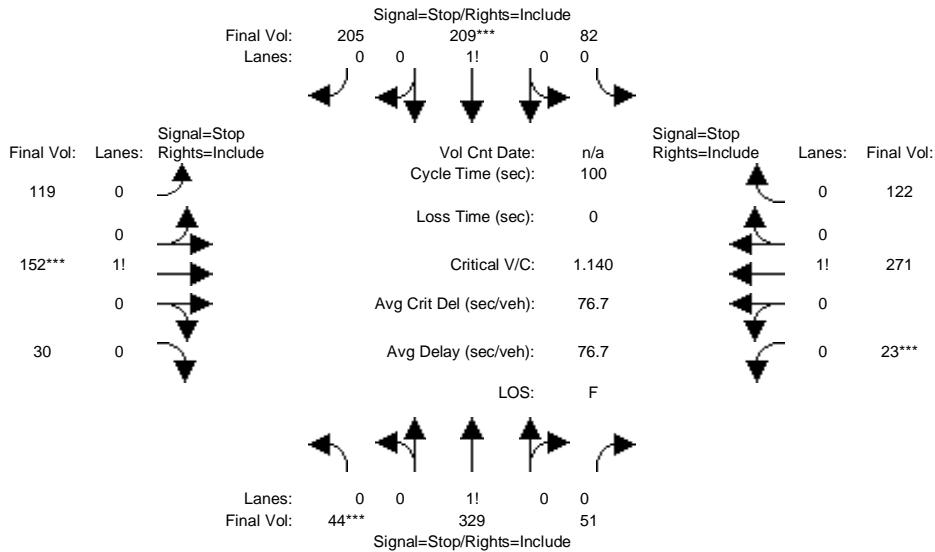 Signal=Stop/Rights=Include
Final Vol: 205 209*** 82
Lanes: 0 0 1! 0 0
Signal=Stop
Final Vol: Lanes: Rights=Include
Vol Cnt Date: n/a
Signal=Stop
Rights=Include Lanes: Final Vol:
Cycle Time (sec): 100
119 0
0 122
Loss Time (sec): 0
0
0
152*** 1!
Critical V/C: 1.140
1! 271
0
Avg Crit Del (sec/veh): 76.7
0
30 0
Avg Delay (sec/veh): 76.7
0 23***
LOS: F
Lanes: 0 0 1! 0 0
Final Vol: 44*** 329 51
Signal=Stop/Rights=Include